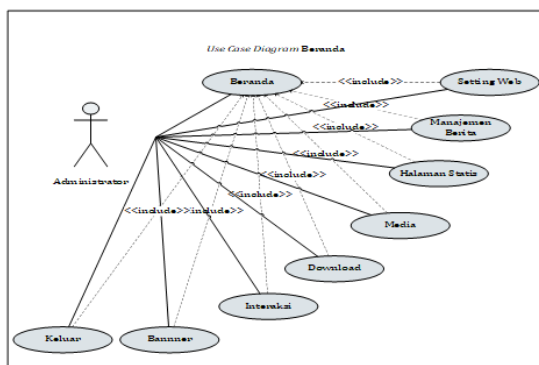 Use Case Diagram Beranda
Beranda
<<include>>
Setting Web
<<include>>
Manajemen
Berita
<<include>>
Administrator
<<include>>
Halaman Statis
<<include>>
<<include>>
<<include>>include>>
Media
Download
Interaksi
Keluar
Bannner